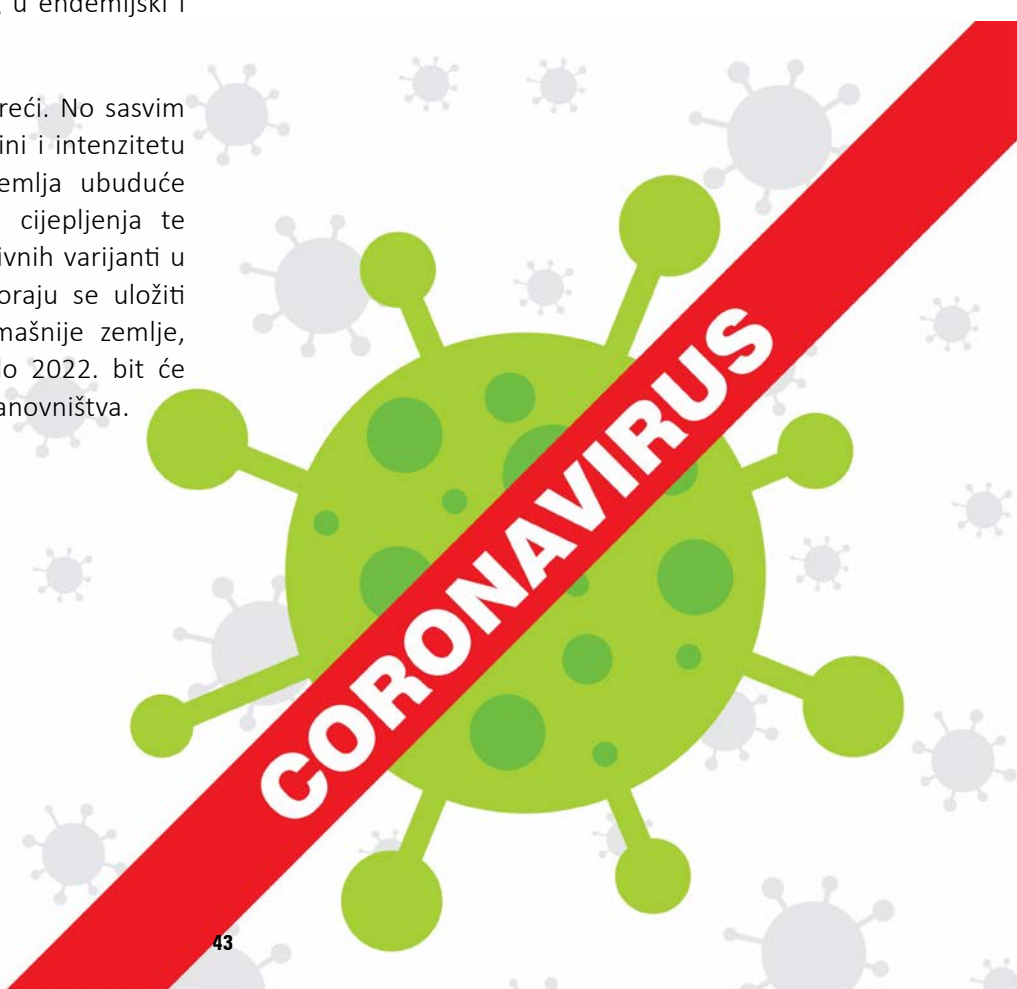 u endemijski i
reći. No sasvim
ini i intenzitetu
emlja ubuduće
cijepljenja te
ivnih varijanti u
oraju se uložiti
mašnije zemlje,
lo 2022. bit će
anovništva.
CORONAVIRUS
43